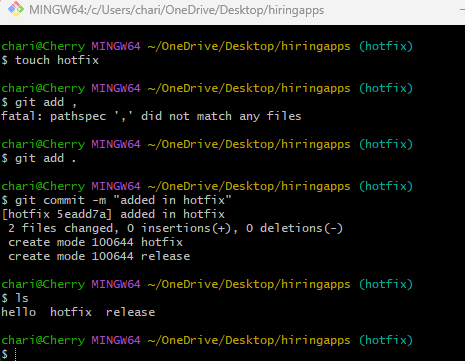 MINGW64:/c/Users/chari/OneDrive/Desktop/hiringapps
chari@Cherry MINGW64 ~/OneDrive/Desktop/hiringapps (hotfix)
$ touch hotfix
chari@Cherry MINGW64 ~/OneDrive/Desktop/hiringapps (hotfix)
$ git add ,
fatal: pathspec ',' did not match any files
chari@Cherry MINGW64 ~/OneDrive/Desktop/hiringapps (hotfix)
$ git add .
chari@Cherry MINGW64 ~/OneDrive/Desktop/hiringapps (hotfix)
$ git commit -m "added in hotfix"
[hotfix 5eadd7a] added in hotfix
 2 files changed, 0 insertions(+), 0 deletions(-)
 create mode 100644 hotfix
 create mode 100644 release
chari@Cherry MINGW64 ~/OneDrive/Desktop/hiringapps (hotfix)
$ ls
hello  hotfix  release
chari@Cherry MINGW64 ~/OneDrive/Desktop/hiringapps (hotfix)
$